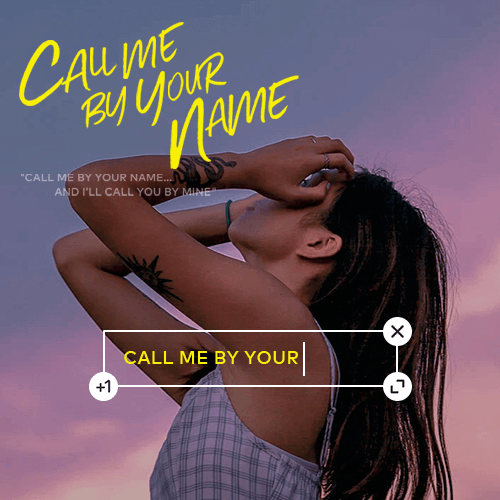 CALL ME
BY YOUR
NAME
"CALL ME BY YOUR NAME...
AND I'LL CALL YOU BY MINE"
CALL ME BY YOUR
+1